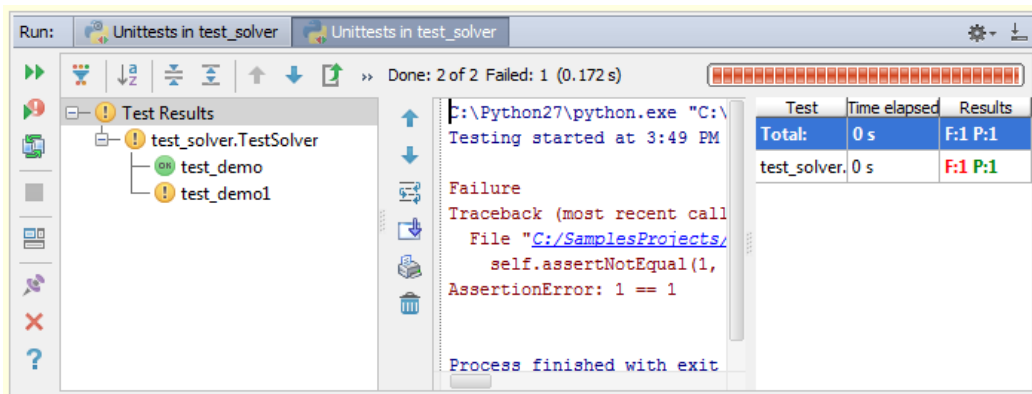 Run: Unittests in test_solver Unittests in test_solver
Done: 2 of 2 Failed: 1 (0.172 s)
Test Results
test_solver.TestSolver
OK test_demo
test_demo1
C:\Python27\python.exe "C:\
Testing started at 3:49 PM
Failure
Traceback (most recent call
File "C:/SamplesProjects/
self.assertNotEqual(1,
AssertionError: 1 == 1
Process finished with exit
Test Time elapsed Results
Total: 0 s F:1 P:1
test_solver. 0 s F:1 P:1